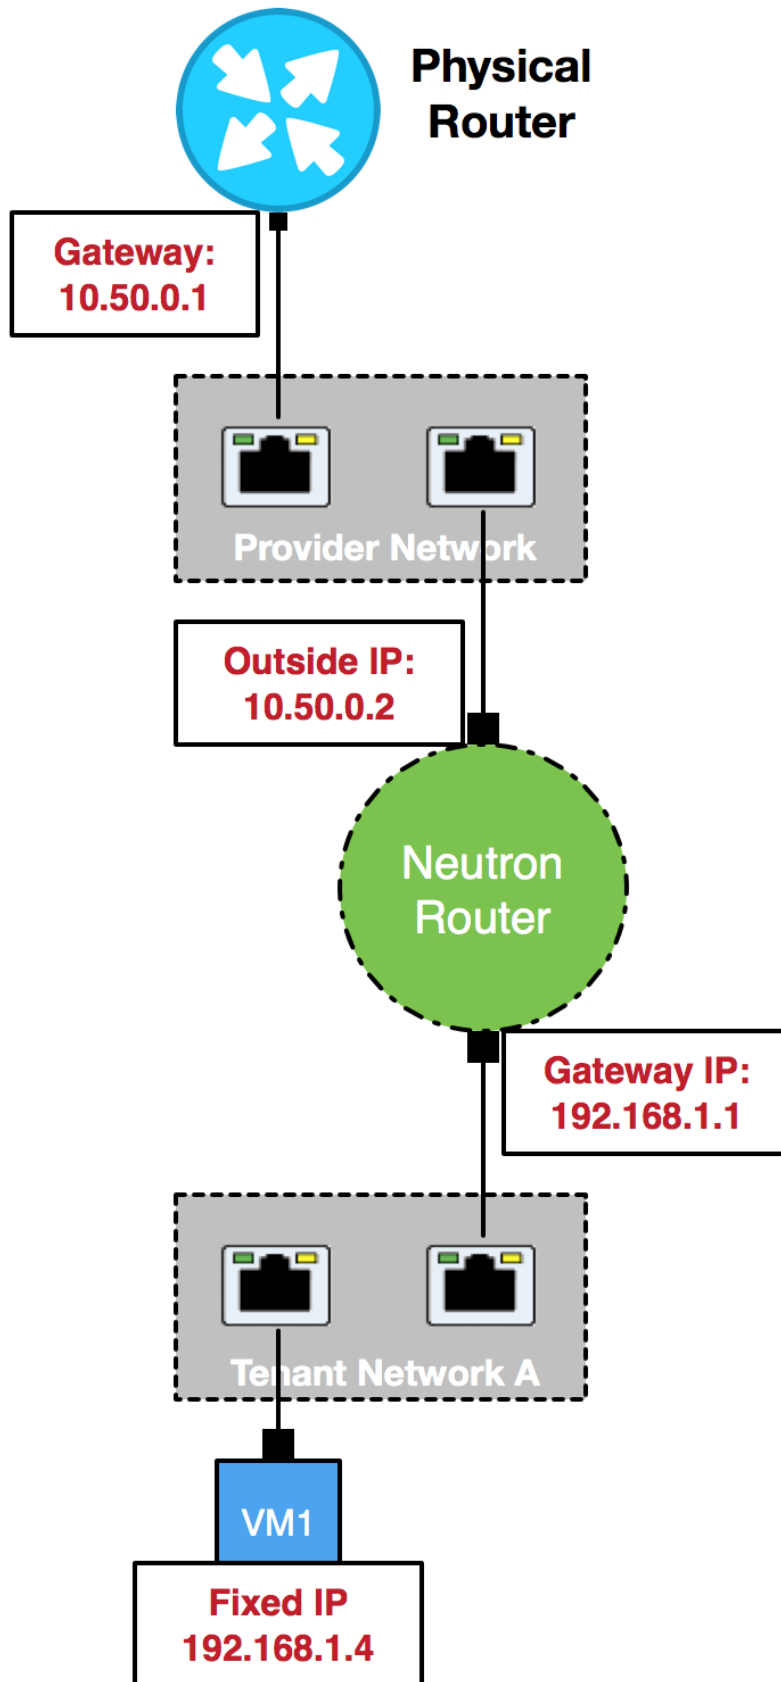 Physical
Router
Gateway:
10.50.0.1
Provider Network
Outside IP:
10.50.0.2
Neutron
Router
Gateway IP:
192.168.1.1
Tenant Network A
VM1
Fixed IP
192.168.1.4